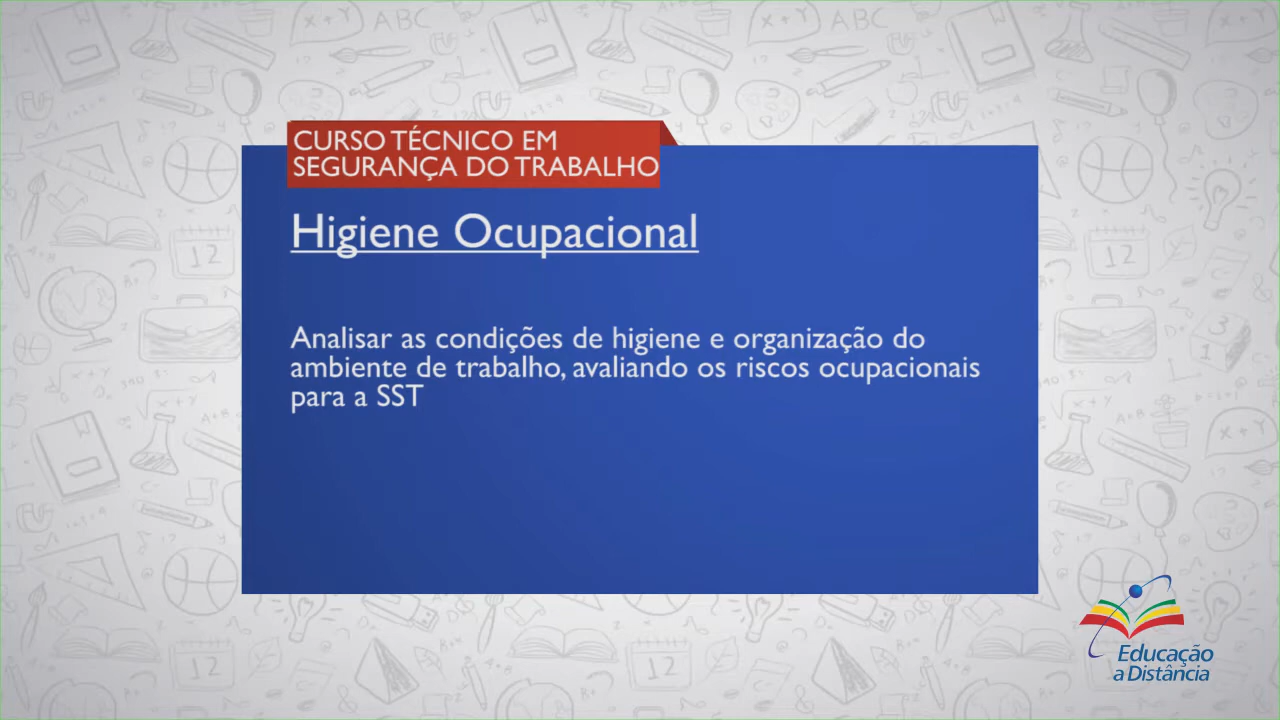 CURSO TÉCNICO EM
SEGURANÇA DO TRABALHO
Higiene Ocupacional
Analisar as condições de higiene e organização do
ambiente de trabalho, avaliando os riscos ocupacionais
para a SST
Educação
a Distância